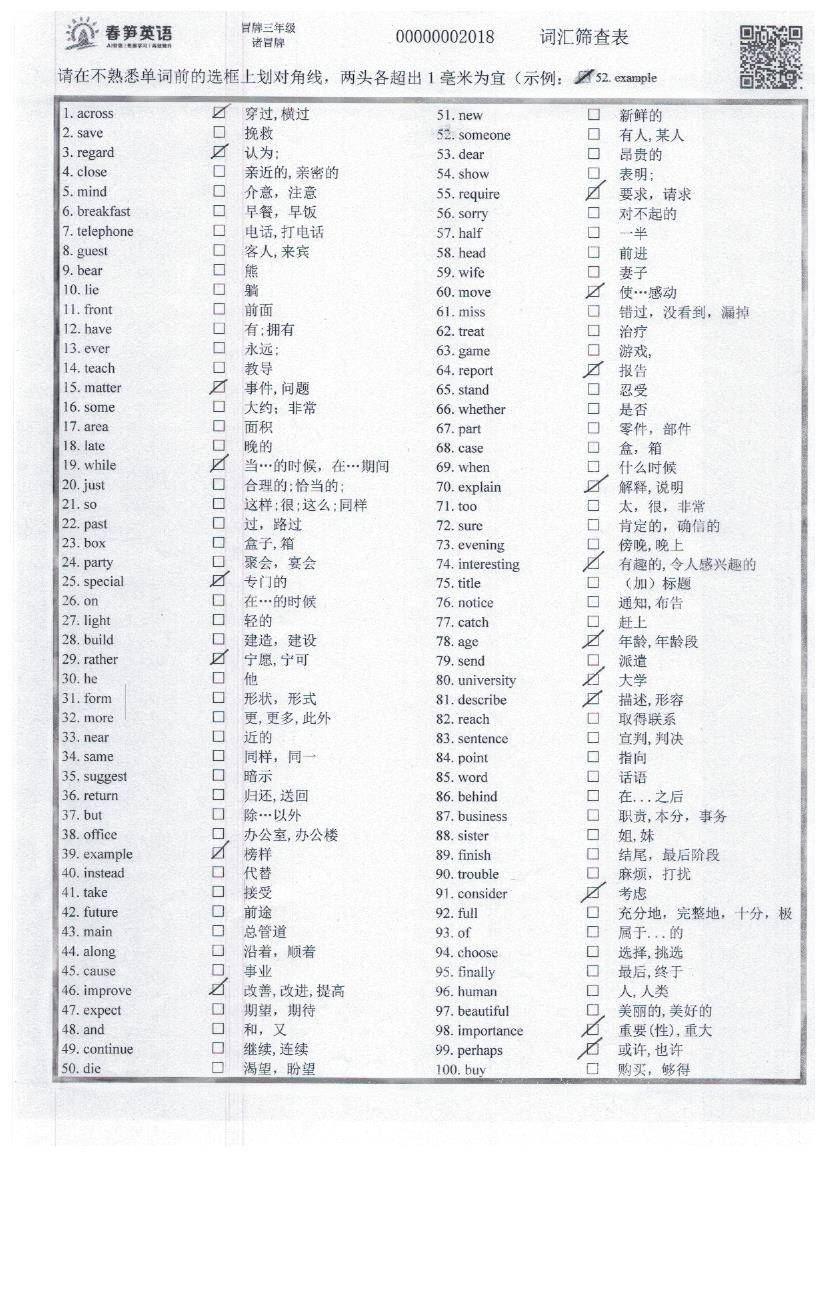 春笋英语
冒牌三年级
诸冒牌
00000002018
词汇筛查表
请在不熟悉单词前的选框上划对角线，两头各超出1毫米为宜（示例：52. example
1. across 穿过,横过
2. save 挽救
3. regard 认为;
4. close 亲近的,亲密的
5. mind 介意，注意
6. breakfast 早餐，早饭
7. telephone 电话,打电话
8. guest 客人,来宾
9. bear 熊
10. lie 躺
11. front 前面
12. have 有;拥有
13. ever 永远;
14. teach 教导
15. matter 事件,问题
16. some 大约；非常
17. area 面积
18. late 晚的
19. while 当…的时候，在…期间
20. just 合理的;恰当的;
21. so 这样;很;这么;同样
22. past 过，路过
23. box 盒子,箱
24. party 聚会，宴会
25. special 专门的
26. on 在…的时候
27. light 轻的
28. build 建造，建设
29. rather 宁愿,宁可
30. he 他
31. form 形状，形式
32. more 更,更多,此外
33. near 近的
34. same 同样，同一
35. suggest 暗示
36. return 归还,送回
37. but 除…以外
38. office 办公室,办公楼
39. example 榜样
40. instead 代替
41. take 接受
42. future 前途
43. main 总管道
44. along 沿着，顺着
45. cause 事业
46. improve 改善,改进,提高
47. expect 期望，期待
48. and 和，又
49. continue 继续,连续
50. die 渴望，盼望
51. new 新鲜的
52. someone 有人,某人
53. dear 昂贵的
54. show 表明;
55. require 要求，请求
56. sorry 对不起的
57. half 一半
58. head 前进
59. wife 妻子
60. move 使…感动
61. miss 错过，没看到，漏掉
62. treat 治疗
63. game 游戏,
64. report 报告
65. stand 忍受
66. whether 是否
67. part 零件，部件
68. case 盒，箱
69. when 什么时候
70. explain 解释,说明
71. too 太，很，非常
72. sure 肯定的，确信的
73. evening 傍晚,晚上
74. interesting 有趣的,令人感兴趣的
75. title （加）标题
76. notice 通知,布告
77. catch 赶上
78. age 年龄,年龄段
79. send 派遣
80. university 大学
81. describe 描述,形容
82. reach 取得联系
83. sentence 宣判,判决
84. point 指向
85. word 话语
86. behind 在...之后
87. business 职责,本分，事务
88. sister 姐,妹
89. finish 结尾，最后阶段
90. trouble 麻烦，打扰
91. consider 考虑
92. full 充分地，完整地，十分，极
93. of 属于...的
94. choose 选择,挑选
95. finally 最后,终于
96. human 人,人类
97. beautiful 美丽的,美好的
98. importance 重要(性),重大
99. perhaps 或许,也许
100. buy 购买，够得